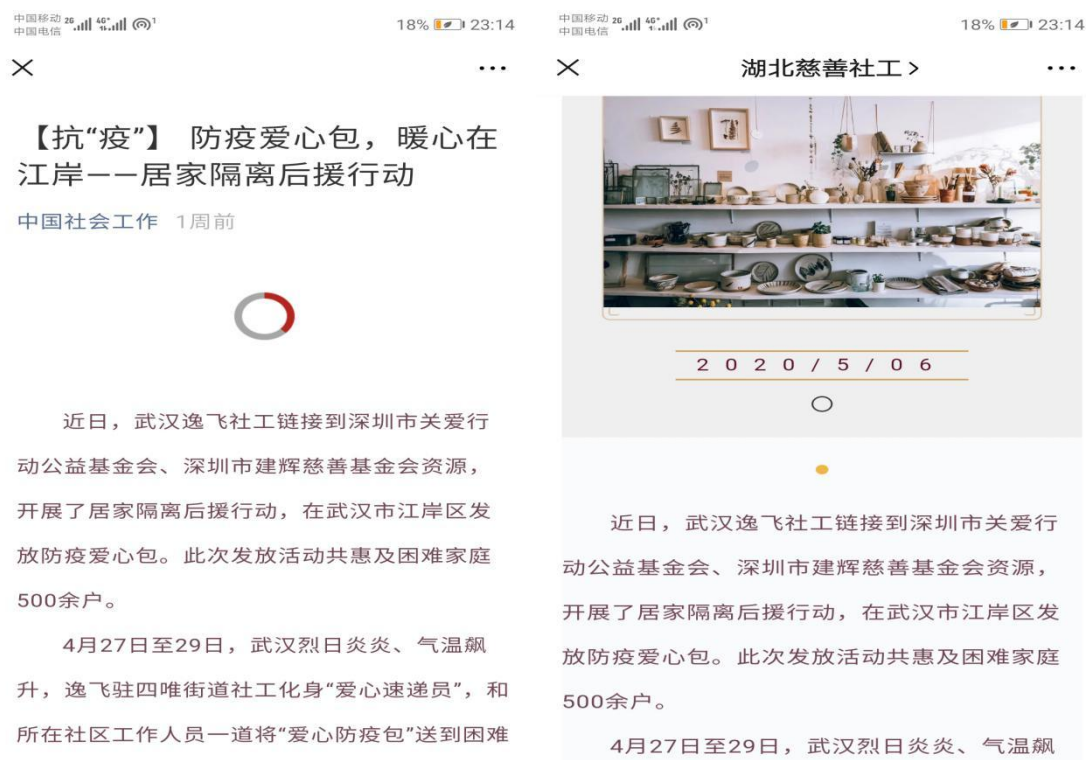 中国移动 2G 4G+ 1
中国电信
18% 23:14
【抗“疫”】 防疫爱心包，暖心在
江岸——居家隔离后援行动
中国社会工作 1周前
近日，武汉逸飞社工链接到深圳市关爱行
动公益基金会、深圳市建辉慈善基金会资源，
开展了居家隔离后援行动，在武汉市江岸区发
放防疫爱心包。此次发放活动共惠及困难家庭
500余户。
4月27日至29日，武汉烈日炎炎、气温飙
升，逸飞驻四唯街道社工化身“爱心速递员”，和
所在社区工作人员一道将“爱心防疫包”送到困难
中国移动 2G 4G+ 1
中国电信
18% 23:14
湖北慈善社工 >
2020/5/06
近日，武汉逸飞社工链接到深圳市关爱行
动公益基金会、深圳市建辉慈善基金会资源，
开展了居家隔离后援行动，在武汉市江岸区发
放防疫爱心包。此次发放活动共惠及困难家庭
500余户。
4月27日至29日，武汉烈日炎炎、气温飙